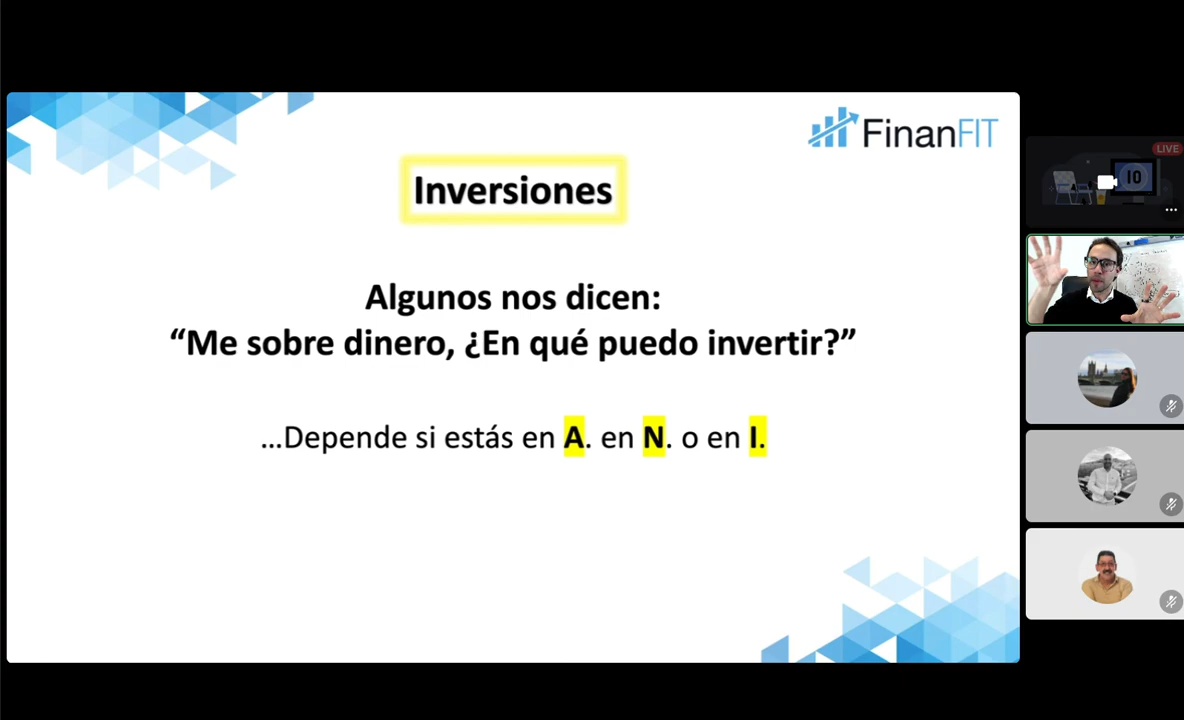 FinanFIT
Inversiones
Algunos nos dicen:
“Me sobre dinero, ¿En qué puedo invertir?”
...Depende si estás en A. en N. o en I.
LIVE
10